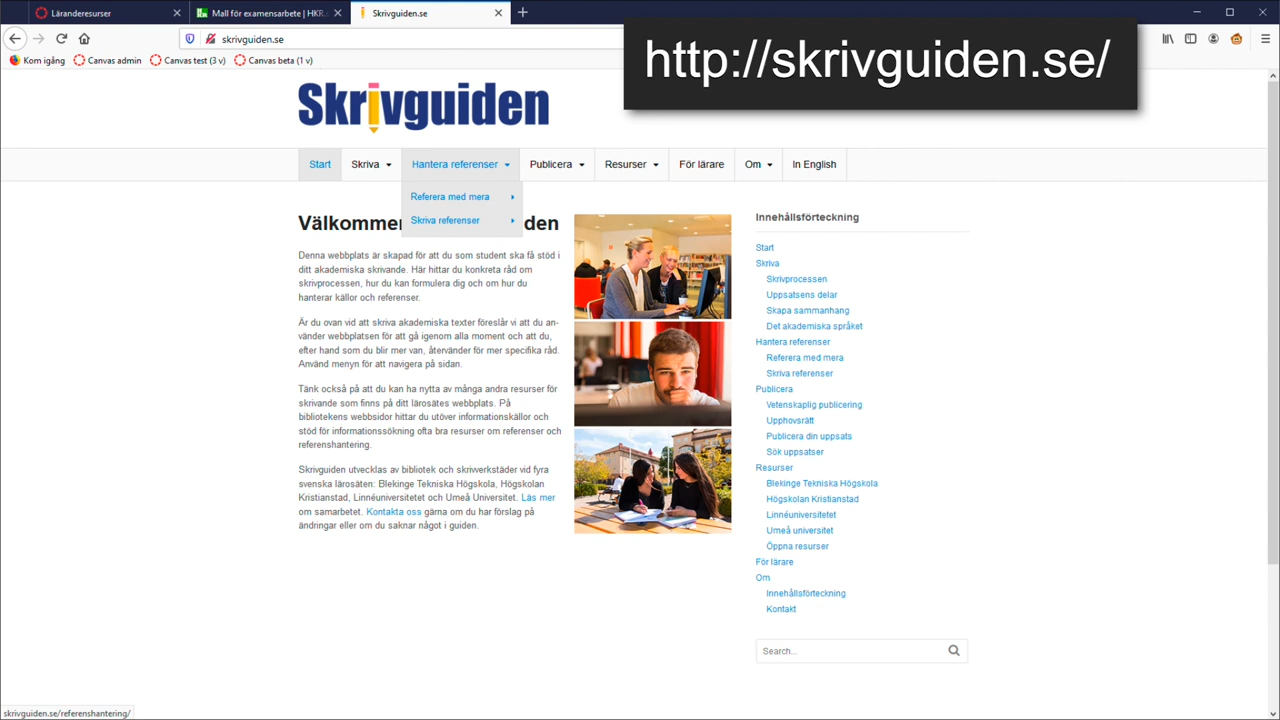 Läranderesurser
Mall för examensarbete | HKR.
Skrivguiden.se
skrivguiden.se
http://skrivguiden.se/
Kom igång
Canvas admin
Canvas test (3 v)
Canvas beta (1 v)
Skrivguiden
Start
Skriva
Hantera referenser
Publicera
Resurser
För lärare
Om
In English
Referera med mera
Skriva referenser
Välkommen
den
Denna webbplats är skapad för att du som student ska få stöd i
ditt akademiska skrivande. Här hittar du konkreta råd om
skrivprocessen, hur du kan formulera dig och om hur du
hanterar källor och referenser.
Är du ovan vid att skriva akademiska texter föreslår vi att du an-
vänder webbplatsen för att gå igenom alla moment och att du,
efter hand som du blir mer van, återvänder för mer specifika råd.
Använd menyn för att navigera på sidan.
Tänk också på att du kan ha nytta av många andra resurser för
skrivande som finns på ditt lärosätes webbplats. På
bibliotekens webbsidor hittar du utöver informationskällor och
stöd för informationssökning ofta bra resurser om referenser och
referenshantering.
Skrivguiden utvecklas av bibliotek och skriverkstäder vid fyra
svenska lärosäten: Blekinge Tekniska Högskola, Högskolan
Kristianstad, Linnéuniversitetet och Umeå Universitet. Läs mer
om samarbetet. Kontakta oss gärna om du har förslag på
ändringar eller om du saknar något i guiden.
Innehållsförteckning
Start
Skriva
Skrivprocessen
Uppsatsens delar
Skapa sammanhang
Det akademiska språket
Hantera referenser
Referera med mera
Skriva referenser
Publicera
Vetenskaplig publicering
Upphovsrätt
Publicera din uppsats
Sök uppsatser
Resurser
Blekinge Tekniska Högskola
Högskolan Kristianstad
Linnéuniversitetet
Umeå universitet
Öppna resurser
För lärare
Om
Innehållsförteckning
Kontakt
Search...
skrivguiden.se/referenshantering/